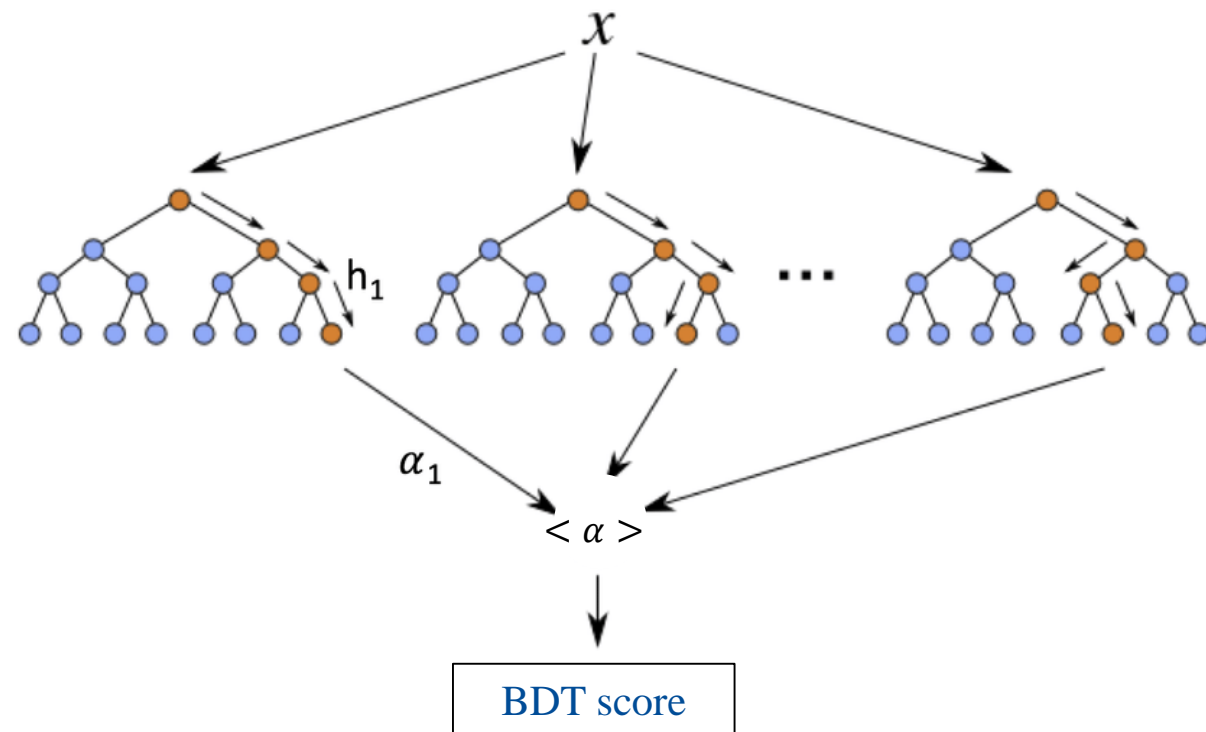 x
h₁
...
α₁
< α >
BDT score